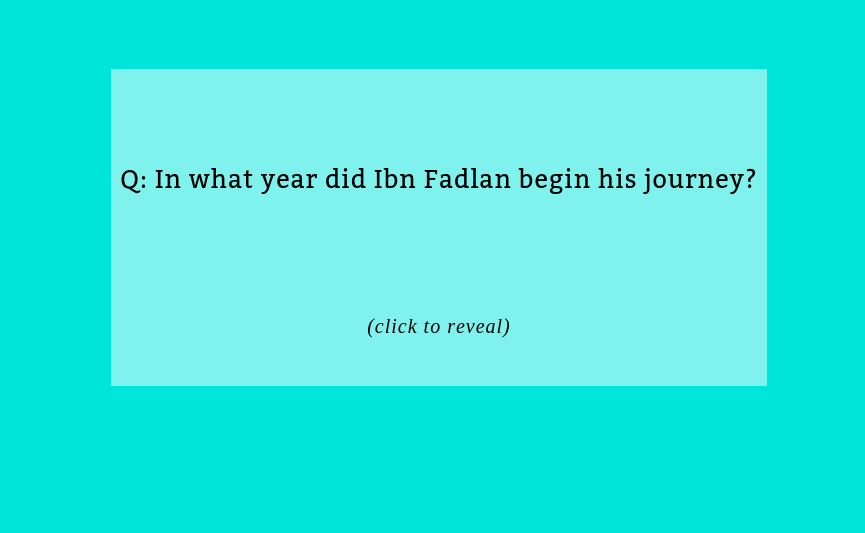 Q: In what year did Ibn Fadlan begin his journey?
(click to reveal)